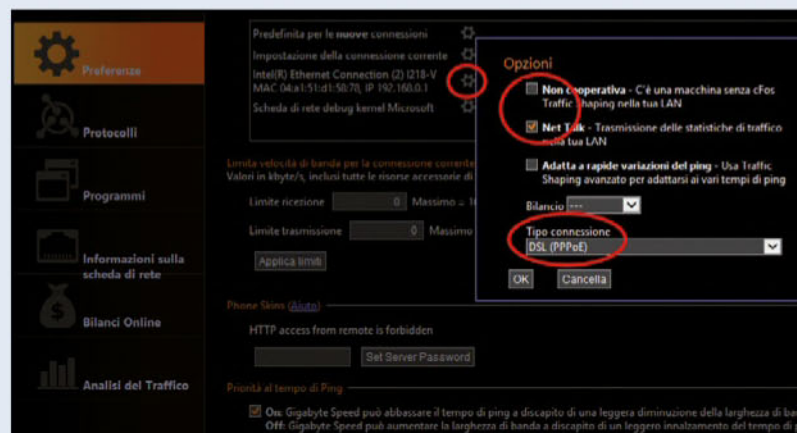 Preferenze
Protocolli
Programmi
Informazioni sulla
scheda di rete
Bilanci Online
Analisi del Traffico
Predefinita per le nuove connessioni
Impostazione della connessione corrente
Intel(R) Ethernet Connection (2) I218-V
MAC 04:a1:51:d1:58:78, IP 192.168.0.1
Scheda di rete debug kernel Microsoft
Limita velocità di banda per la connessione corrente
Valori in kbyte/s, inclusi tutte le risorse accessorie di
Limite ricezione 0 Massimo =
Limite trasmissione 0 Massimo
Applica limiti
Phone Skins (Aiuto)
HTTP access from remote is forbidden
Set Server Password
Priorità al tempo di Ping
On: Gigabyte Speed può abbassare il tempo di ping a discapito di una leggera diminuzione della larghezza di
Off: Gigabyte Speed può aumentare la larghezza di banda a discapito di un leggero innalzamento del tempo di
Opzioni
Non cooperativa - C'è una macchina senza cFos
Traffic Shaping nella tua LAN
Net Talk - Trasmissione delle statistiche di traffico
nella tua LAN
Adatta a rapide variazioni del ping - Usa Traffic
Shaping avanzato per adattarsi ai vari tempi di ping
Bilancio ---
Tipo connessione
DSL (PPPoE)
OK Cancella